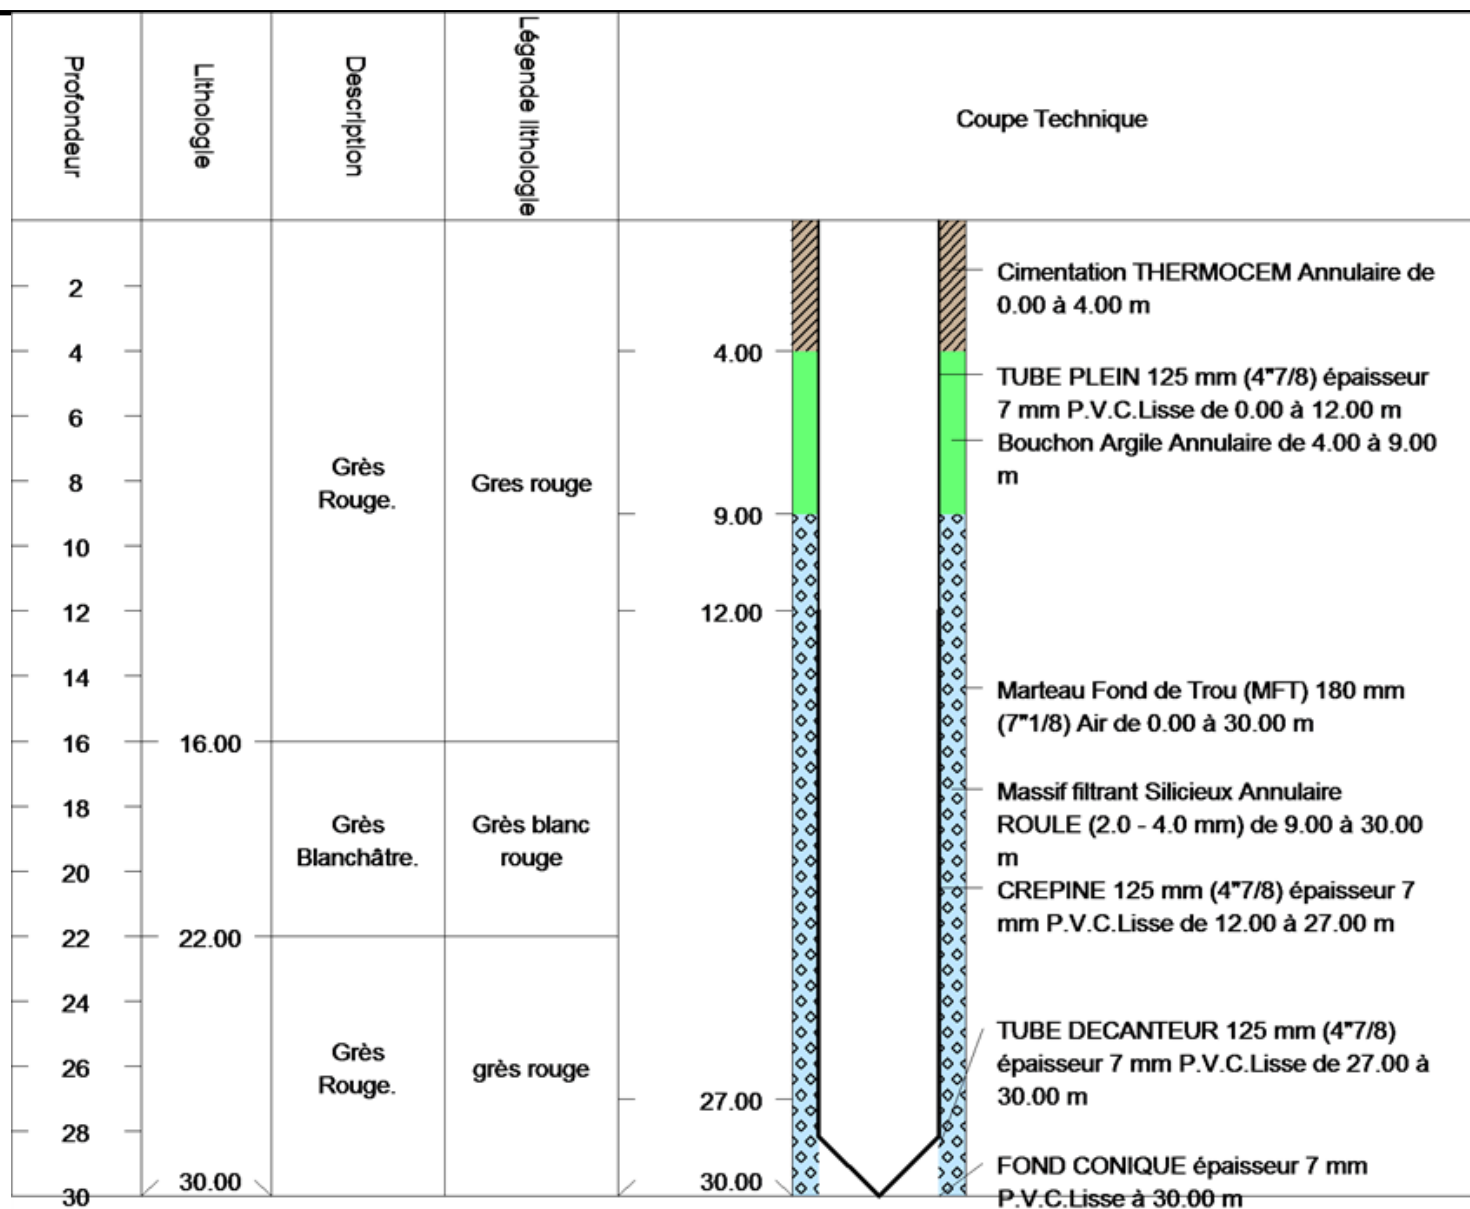 Profondeur
Lithologie
Description
Légende lithologie
Coupe Technique
2
4
6
8
10
12
14
16
18
20
22
24
26
28
30
16.00
22.00
30.00
Grès
Rouge.
Grès
Blanchâtre.
Grès
Rouge.
Gres rouge
Grès blanc
rouge
grès rouge
4.00
9.00
12.00
27.00
30.00
Cimentation THERMOCEM Annulaire de
0.00 à 4.00 m
TUBE PLEIN 125 mm (4"7/8) épaisseur
7 mm P.V.C.Lisse de 0.00 à 12.00 m
Bouchon Argile Annulaire de 4.00 à 9.00
m
Marteau Fond de Trou (MFT) 180 mm
(7"1/8) Air de 0.00 à 30.00 m
Massif filtrant Silicieux Annulaire
ROULE (2.0 - 4.0 mm) de 9.00 à 30.00
m
CREPINE 125 mm (4"7/8) épaisseur 7
mm P.V.C.Lisse de 12.00 à 27.00 m
TUBE DECANTEUR 125 mm (4"7/8)
épaisseur 7 mm P.V.C.Lisse de 27.00 à
30.00 m
FOND CONIQUE épaisseur 7 mm
P.V.C.Lisse à 30.00 m